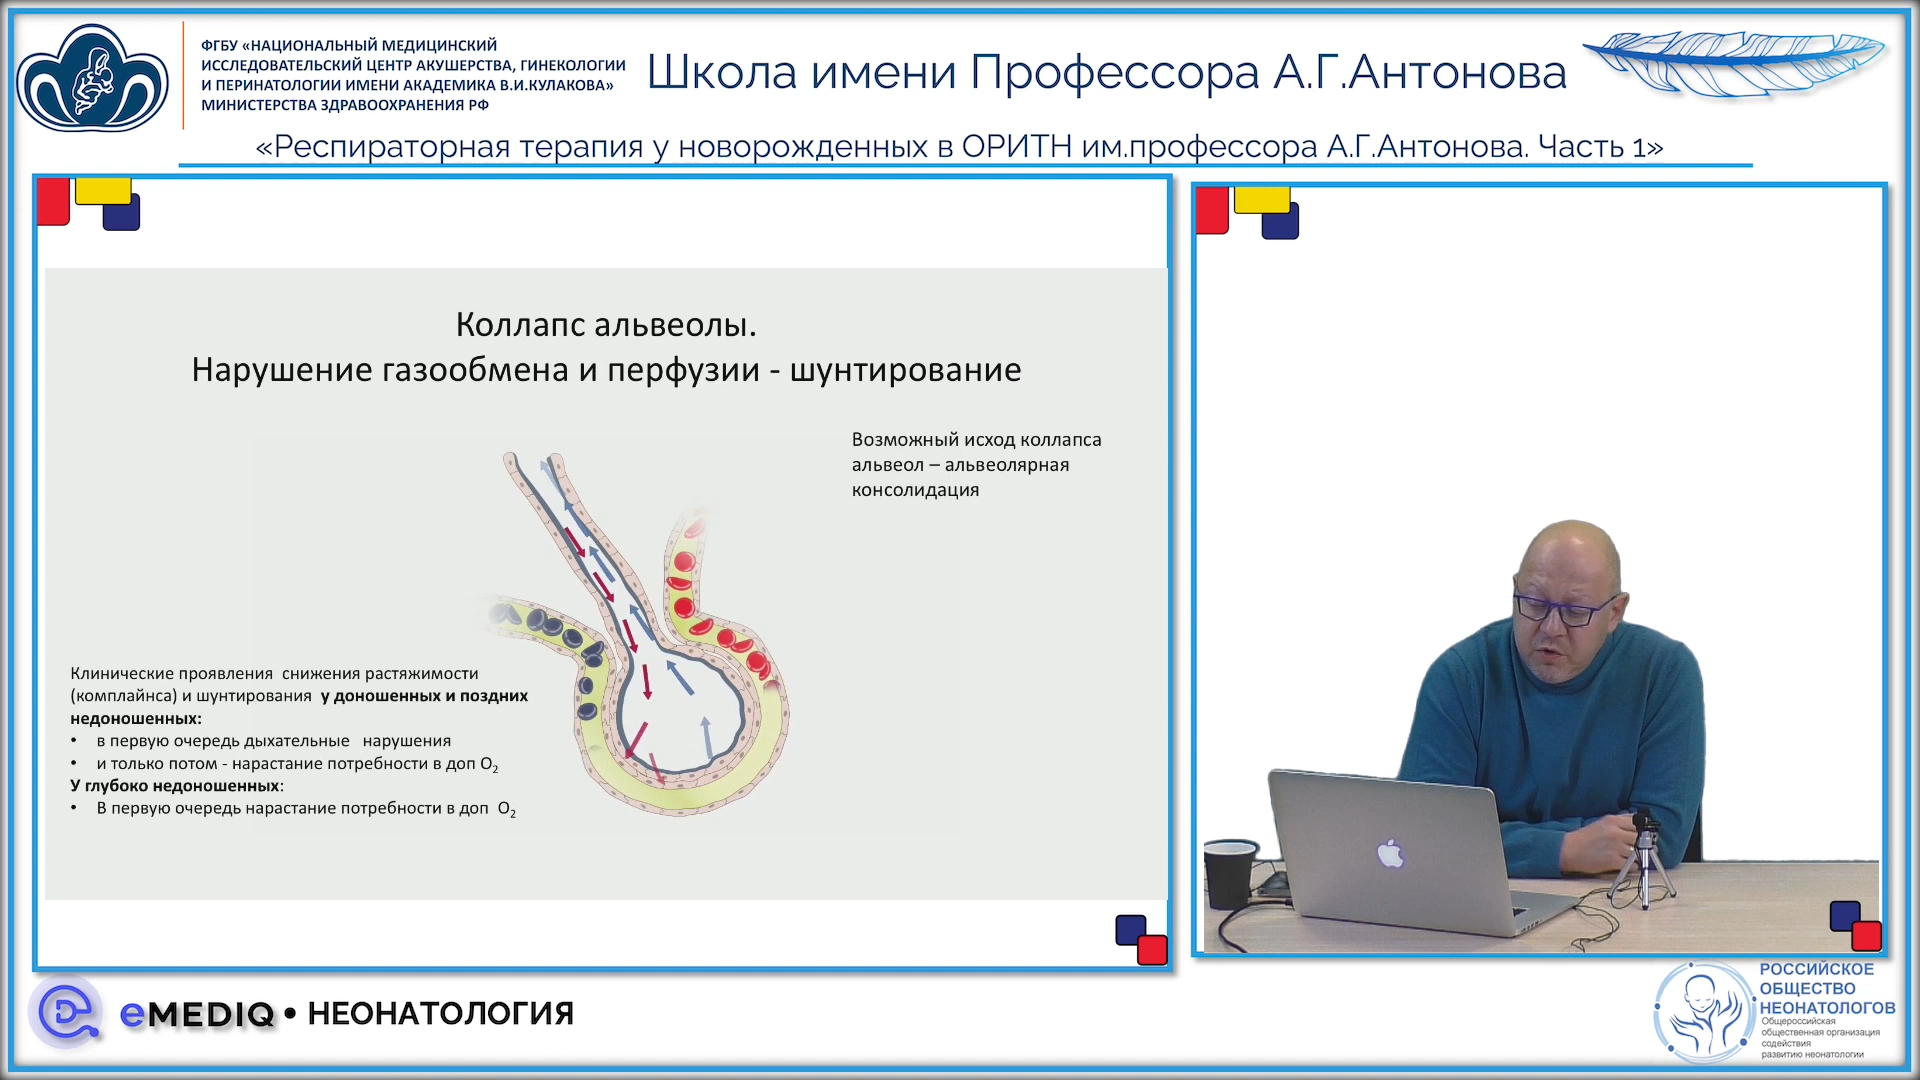 ФГБУ «НАЦИОНАЛЬНЫЙ МЕДИЦИНСКИЙ
ИССЛЕДОВАТЕЛЬСКИЙ ЦЕНТР АКУШЕРСТВА, ГИНЕКОЛОГИИ
И ПЕРИНАТОЛОГИИ ИМЕНИ АКАДЕМИКА В.И.КУЛАКОВА»
МИНИСТЕРСТВА ЗДРАВООХРАНЕНИЯ РФ
Школа имени Профессора А.Г.Антонова
«Респираторная терапия у новорожденных в ОРИТН им.профессора А.Г.Антонова. Часть 1»
Коллапс альвеолы.
Нарушение газообмена и перфузии - шунтирование
Возможный исход коллапса
альвеол – альвеолярная
консолидация
Клинические проявления снижения растяжимости
(комплайнса) и шунтирования у доношенных и поздних
недоношенных:
• в первую очередь дыхательные нарушения
• и только потом - нарастание потребности в доп O₂
У глубоко недоношенных:
• В первую очередь нарастание потребности в доп O₂
eMEDIQ • НЕОНАТОЛОГИЯ
РОССИЙСКОЕ
ОБЩЕСТВО
НЕОНАТОЛОГОВ
Общероссийская
общественная организация
содействия
развитию неонатологии